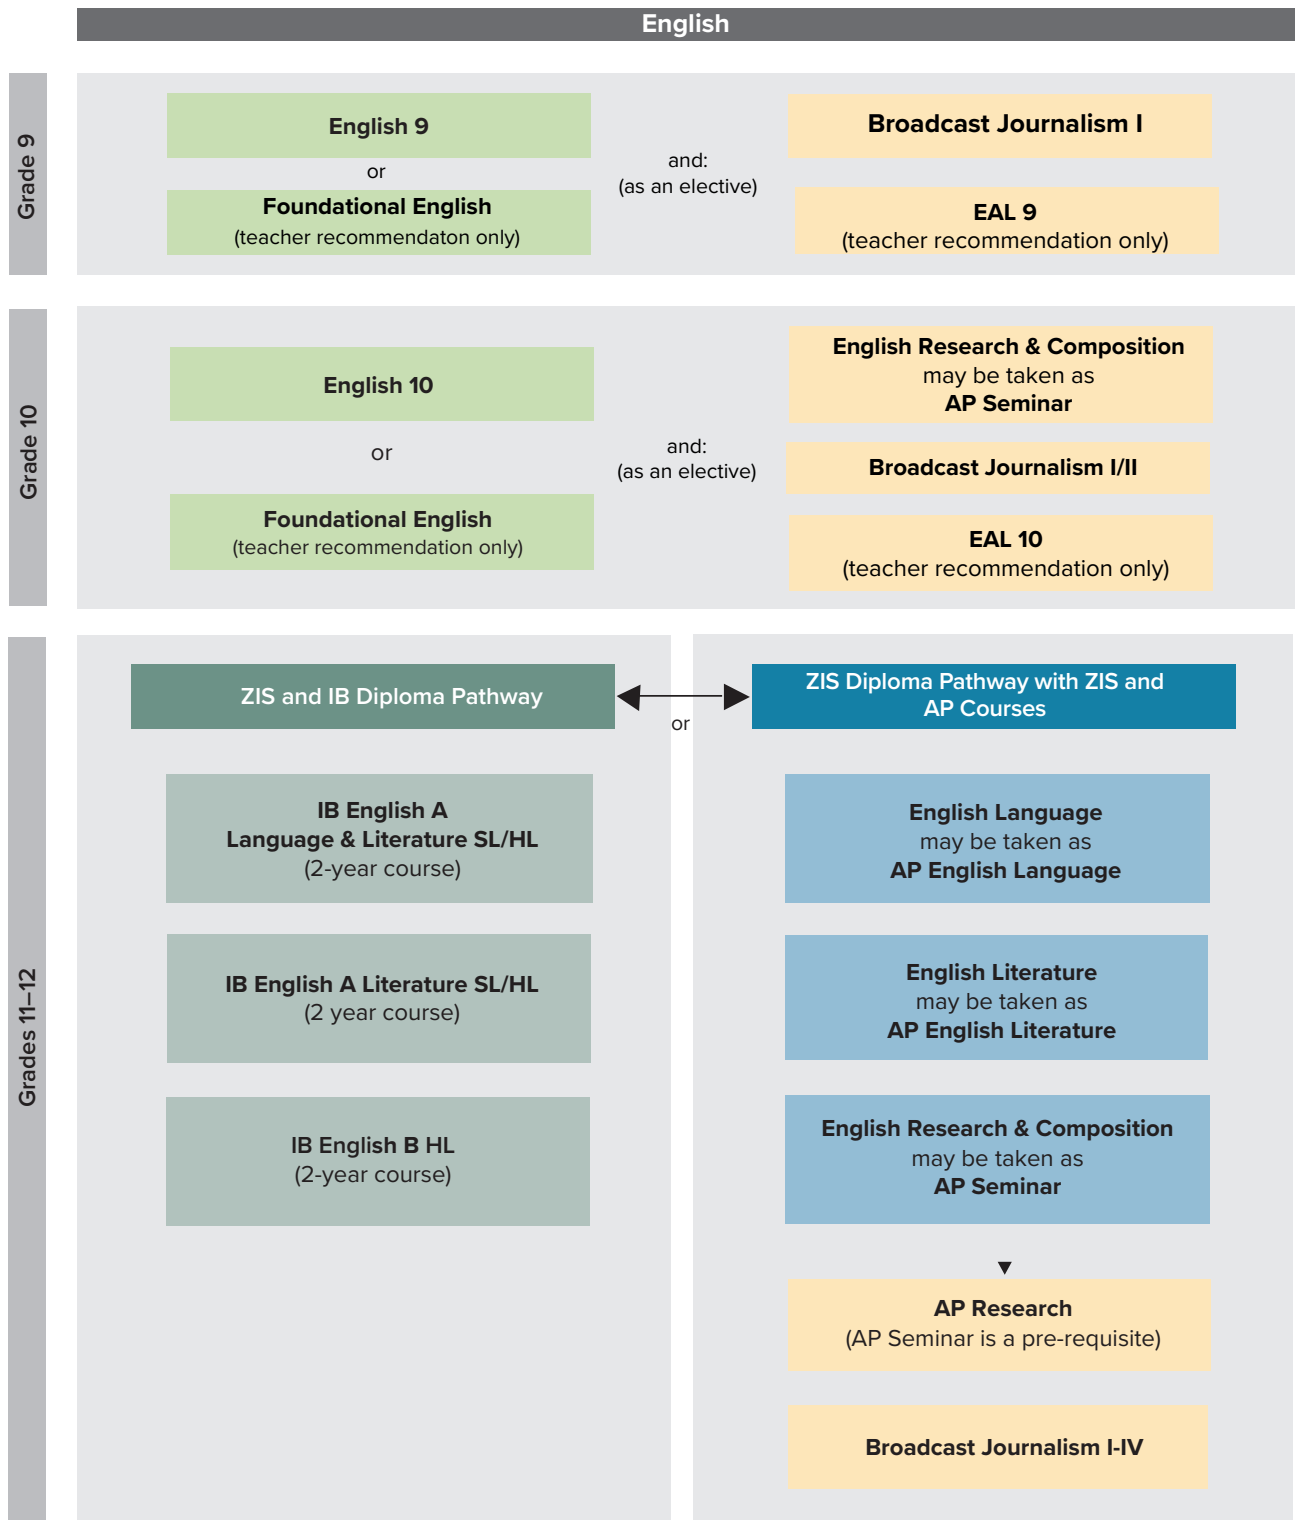 English
Grade 9
English 9
or
Foundational English
(teacher recommendaton only)
and:
(as an elective)
Broadcast Journalism I
EAL 9
(teacher recommendation only)
Grade 10
English 10
or
Foundational English
(teacher recommendation only)
and:
(as an elective)
English Research & Composition
may be taken as
AP Seminar
Broadcast Journalism I/II
EAL 10
(teacher recommendation only)
Grades 11–12
ZIS and IB Diploma Pathway
or
ZIS Diploma Pathway with ZIS and
AP Courses
IB English A
Language & Literature SL/HL
(2-year course)
IB English A Literature SL/HL
(2 year course)
IB English B HL
(2-year course)
English Language
may be taken as
AP English Language
English Literature
may be taken as
AP English Literature
English Research & Composition
may be taken as
AP Seminar
AP Research
(AP Seminar is a pre-requisite)
Broadcast Journalism I-IV